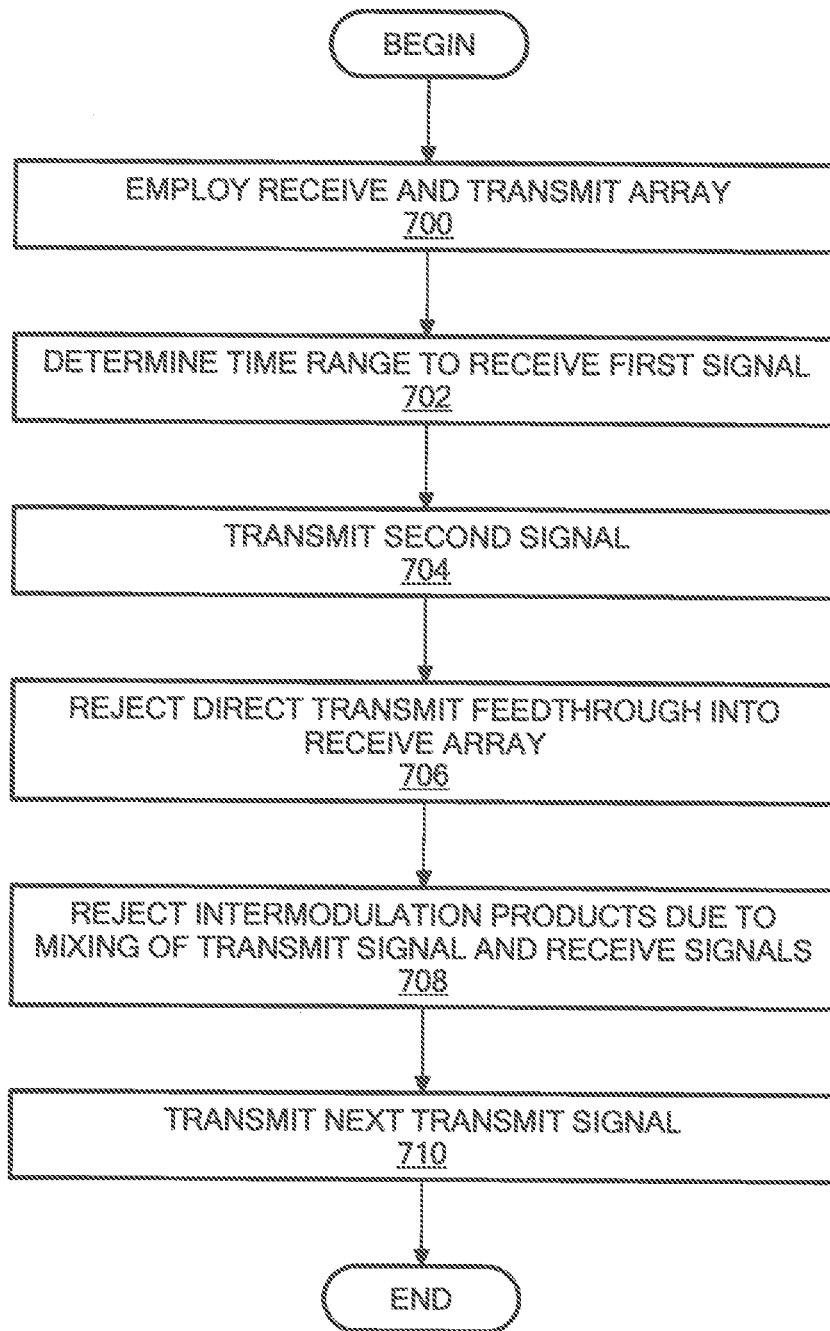 BEGIN
EMPLOY RECEIVE AND TRANSMIT ARRAY
700
DETERMINE TIME RANGE TO RECEIVE FIRST SIGNAL
702
TRANSMIT SECOND SIGNAL
704
REJECT DIRECT TRANSMIT FEEDTHROUGH INTO
RECEIVE ARRAY
706
REJECT INTERMODULATION PRODUCTS DUE TO
MIXING OF TRANSMIT SIGNAL AND RECEIVE SIGNALS
708
TRANSMIT NEXT TRANSMIT SIGNAL
710
END